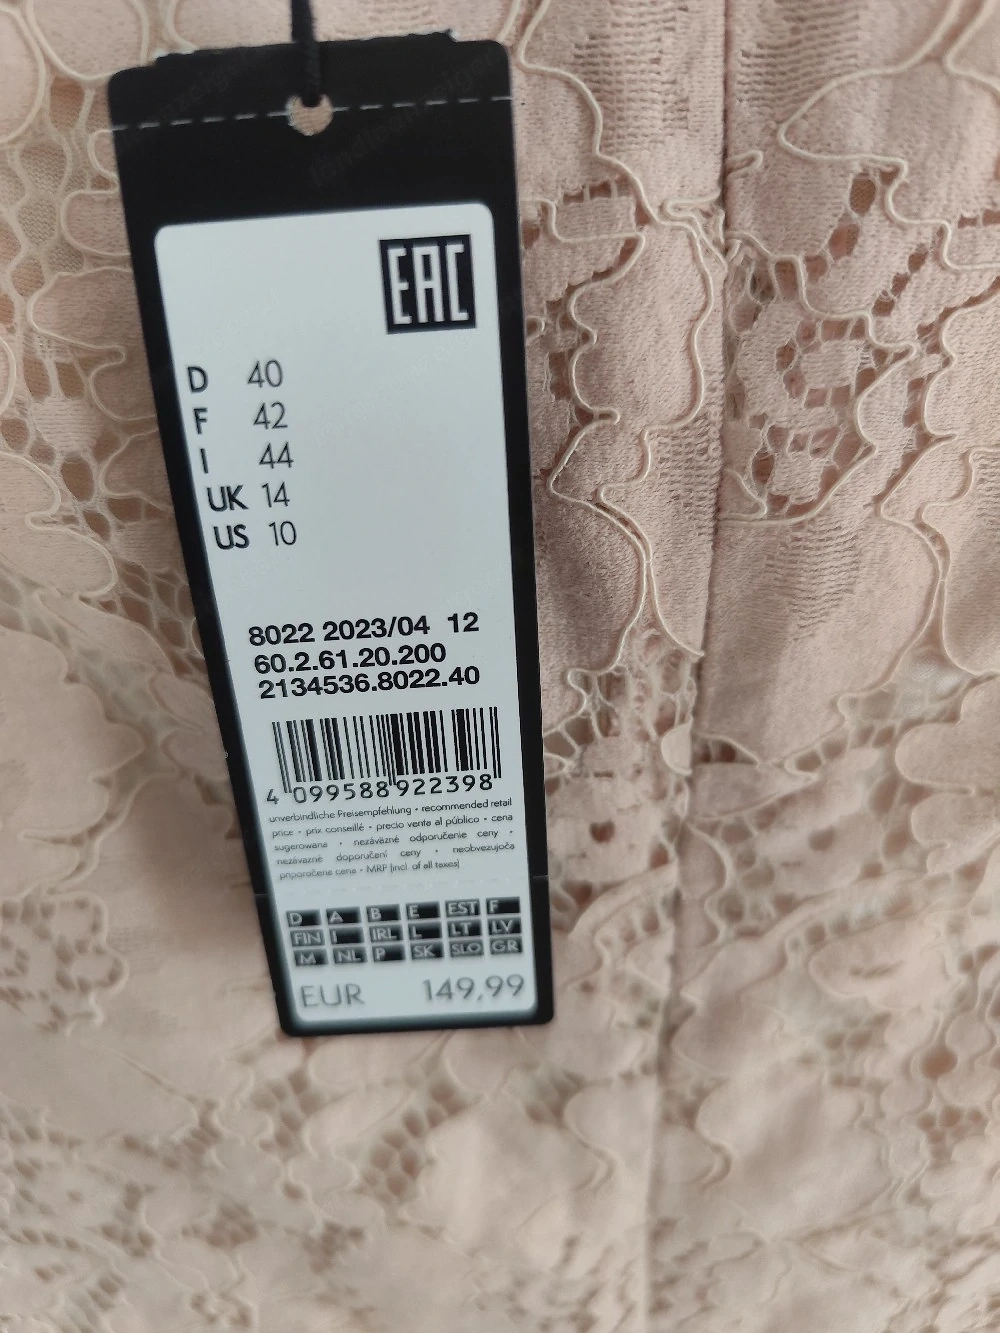 EAC
D 40
F 42
I 44
UK 14
US 10
8022 2023/04 12
60.2.61.20.200
2134536.8022.40
4 099588 922398
unverbindliche Preisempfehlung • recommended retail
price • prix conseillé • precio venta al público • cena
sugerowana • nezáväzné odporučenie ceny •
nezávazné doporučení ceny • neobvezujoča
priporočene cena • MRP (incl. of all taxes)
D A B E EST F
FIN I IRL L LT LV
M NL P SK SLO GR
EUR 149,99